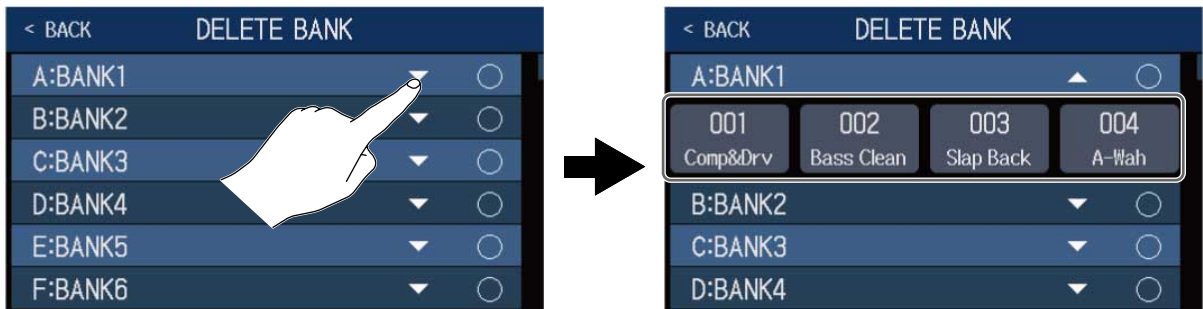 < BACK DELETE BANK
A:BANK1
B:BANK2
C:BANK3
D:BANK4
E:BANK5
F:BANK6
< BACK DELETE BANK
A:BANK1
001 002 003 004
Comp&Drv Bass Clean Slap Back A-Wah
B:BANK2
C:BANK3
D:BANK4